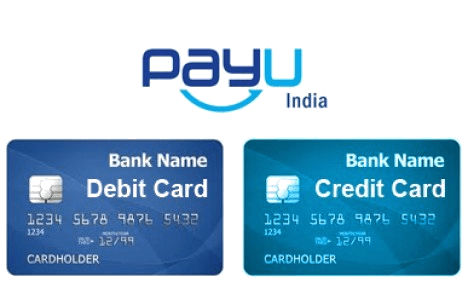 payu
India
Bank Name
Debit Card
1234 5678 9876 5432
1234
12/99
CARDHOLDER
Bank Name
Credit Card
1234 5678 9876 5432
1234
12/99
CARDHOLDER